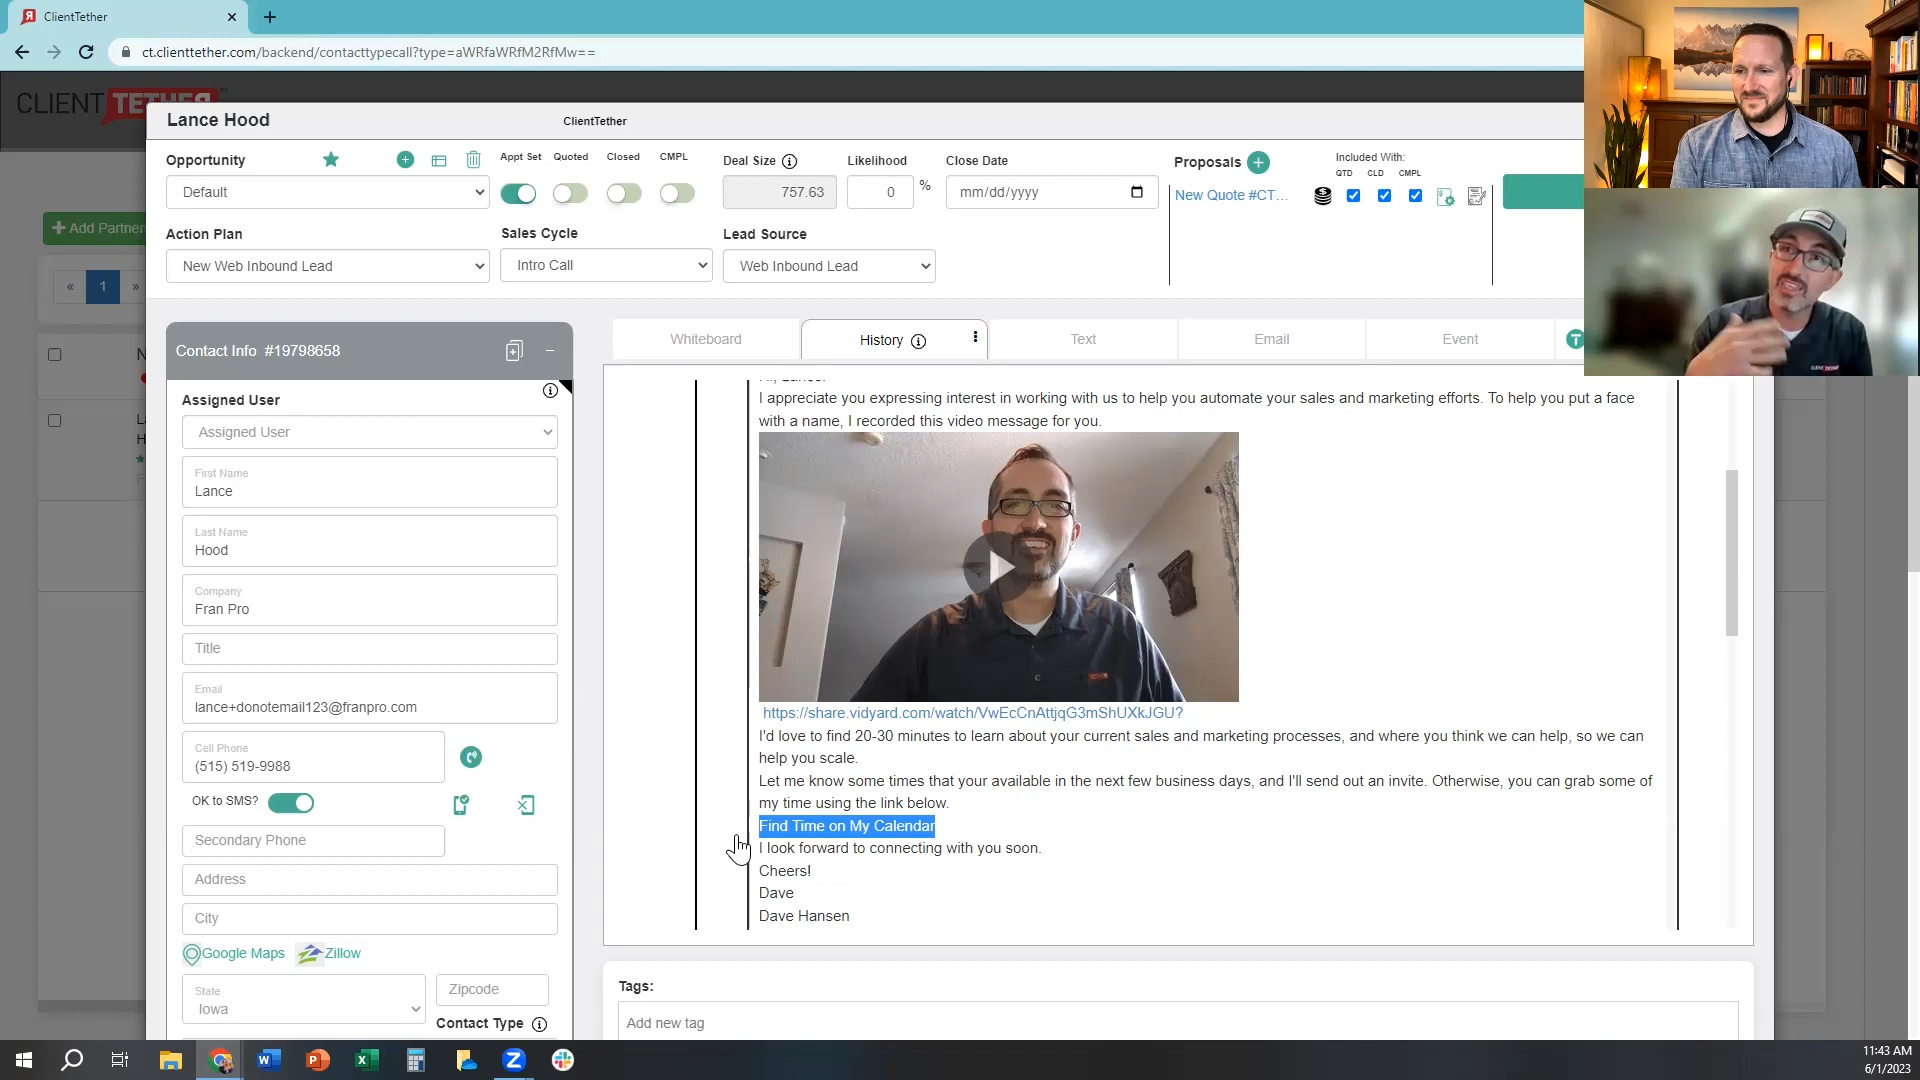 ClientTether
ct.clienttether.com/backend/contacttypecall?type=aWRfaWRfM2RfMw==
CLIENT TETHER
Lance Hood
ClientTether
Opportunity
Appt Set
Quoted
Closed
CMPL
Deal Size
Likelihood
Close Date
Proposals
Included With:
QTD
CLD
CMPL
Default
757.63
0
%
mm/dd/yyyy
New Quote #CT...
Add Partner
Action Plan
Sales Cycle
Lead Source
New Web Inbound Lead
Intro Call
Web Inbound Lead
«
1
»
Contact Info #19798658
Whiteboard
History
Text
Email
Event
T
Assigned User
Assigned User
First Name
Lance
Last Name
Hood
Company
Fran Pro
Title
Email
lance+donotemail123@franpro.com
Cell Phone
(515) 519-9988
OK to SMS?
Secondary Phone
Address
City
Google Maps
Zillow
State
Iowa
Zipcode
Contact Type
I appreciate you expressing interest in working with us to help you automate your sales and marketing efforts. To help you put a face
with a name, I recorded this video message for you.
https://share.vidyard.com/watch/VwEcCnAttjqG3mShUXkJGU?
I'd love to find 20-30 minutes to learn about your current sales and marketing processes, and where you think we can help, so we can
help you scale.
Let me know some times that your available in the next few business days, and I'll send out an invite. Otherwise, you can grab some of
my time using the link below.
Find Time on My Calendar
I look forward to connecting with you soon.
Cheers!
Dave
Dave Hansen
Tags:
Add new tag
CLIENT TETHER
11:43 AM
6/1/2023